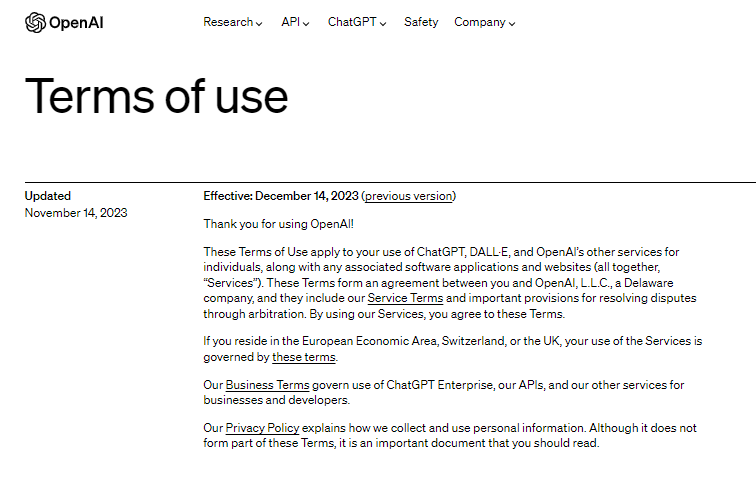 OpenAI
Research API ChatGPT Safety Company
Terms of use
Updated
November 14, 2023
Effective: December 14, 2023 (previous version)
Thank you for using OpenAI!
These Terms of Use apply to your use of ChatGPT, DALL·E, and OpenAI’s other services for
individuals, along with any associated software applications and websites (all together,
“Services”). These Terms form an agreement between you and OpenAI, L.L.C., a Delaware
company, and they include our Service Terms and important provisions for resolving disputes
through arbitration. By using our Services, you agree to these Terms.
If you reside in the European Economic Area, Switzerland, or the UK, your use of the Services is
governed by these terms.
Our Business Terms govern use of ChatGPT Enterprise, our APIs, and our other services for
businesses and developers.
Our Privacy Policy explains how we collect and use personal information. Although it does not
form part of these Terms, it is an important document that you should read.